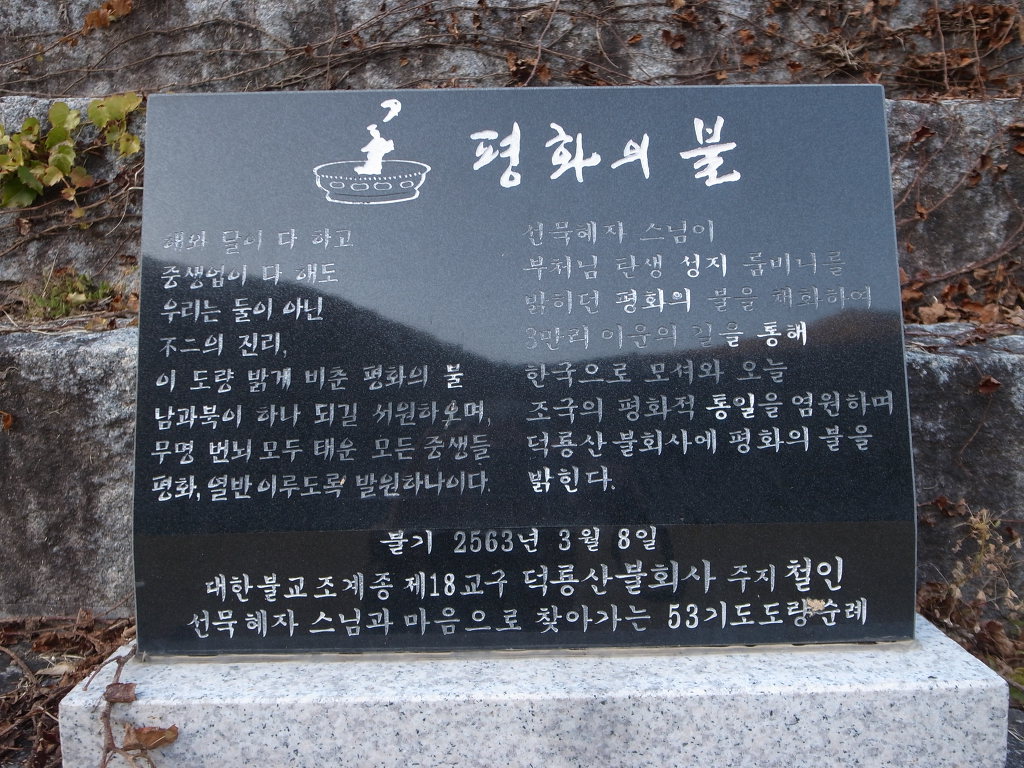 평화의 불
해와 달이 다 하고
중생업이 다 해도
우리는 둘이 아닌
不二의 진리,
이 도량 밝게 비춘 평화의 불
남과북이 하나 되길 서원하오며,
무명 번뇌 모두 태운 모든 중생들
평화, 열반 이루도록 발원하나이다.
선묵혜자 스님이
부처님 탄생 성지 룸비니를
밝히던 평화의 불을 채화하여
3만리 이운의 길을 통해
한국으로 모셔와 오늘
조국의 평화적 통일을 염원하며
덕룡산 불회사에 평화의 불을
밝힌다.
불기 2563년 3월 8일
대한불교조계종 제18교구 덕룡산불회사 주지 철인
선묵혜자 스님과 마음으로 찾아가는 53기도도량순례